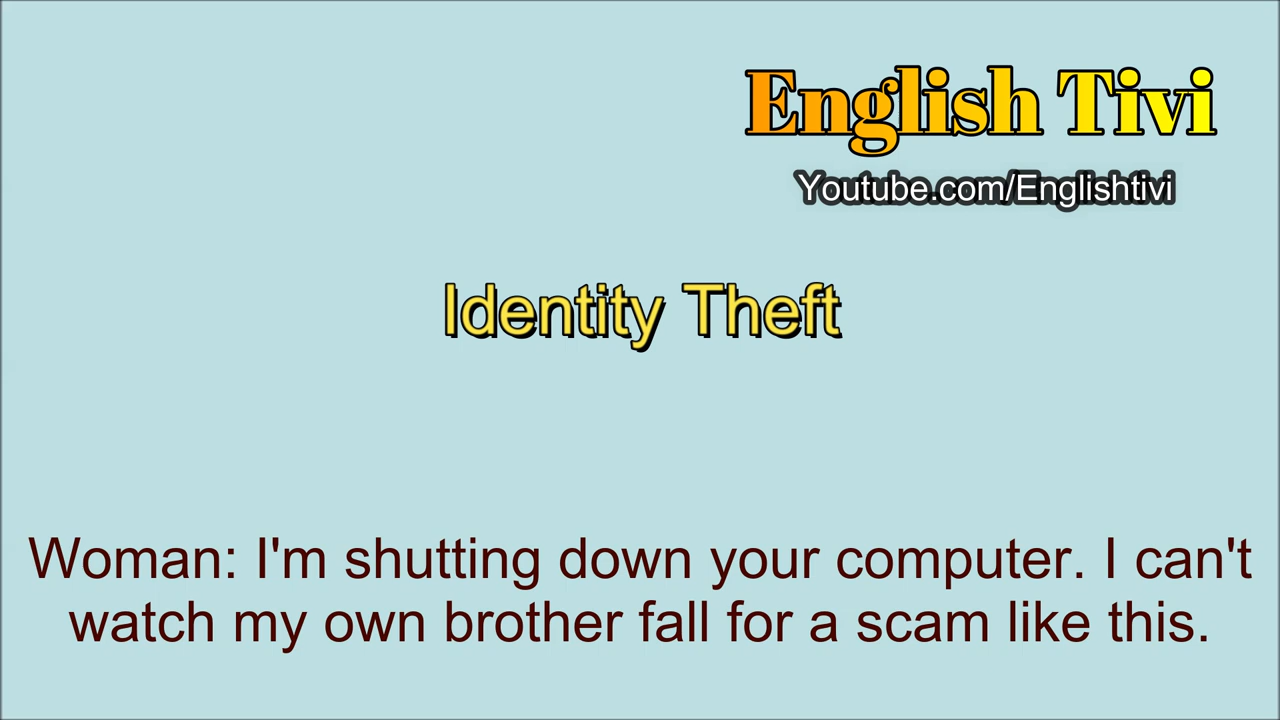 English Tivi
Youtube.com/Englishtivi
Identity Theft
Woman: I'm shutting down your computer. I can't
watch my own brother fall for a scam like this.